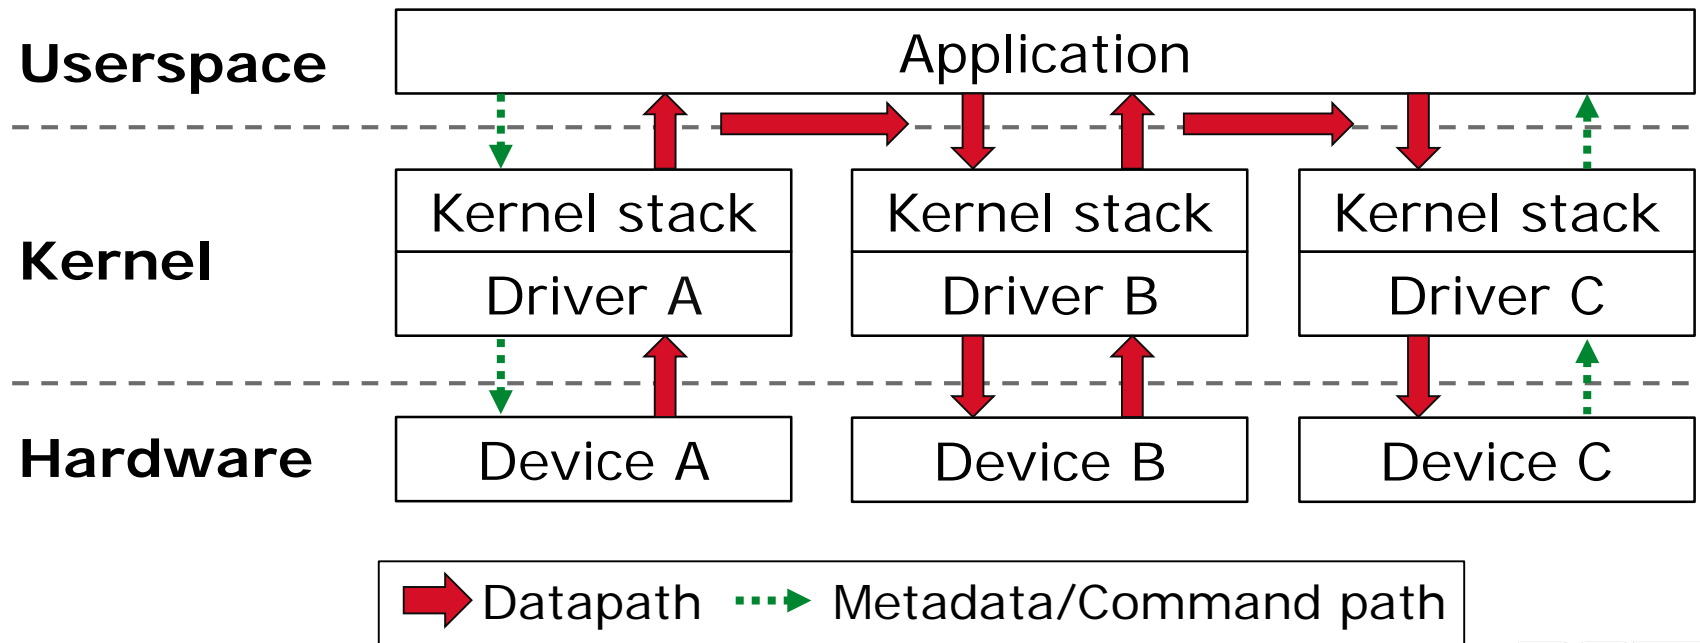 Userspace
Application
Kernel
Kernel stack
Driver A
Kernel stack
Driver B
Kernel stack
Driver C
Hardware
Device A
Device B
Device C
Datapath
Metadata/Command path